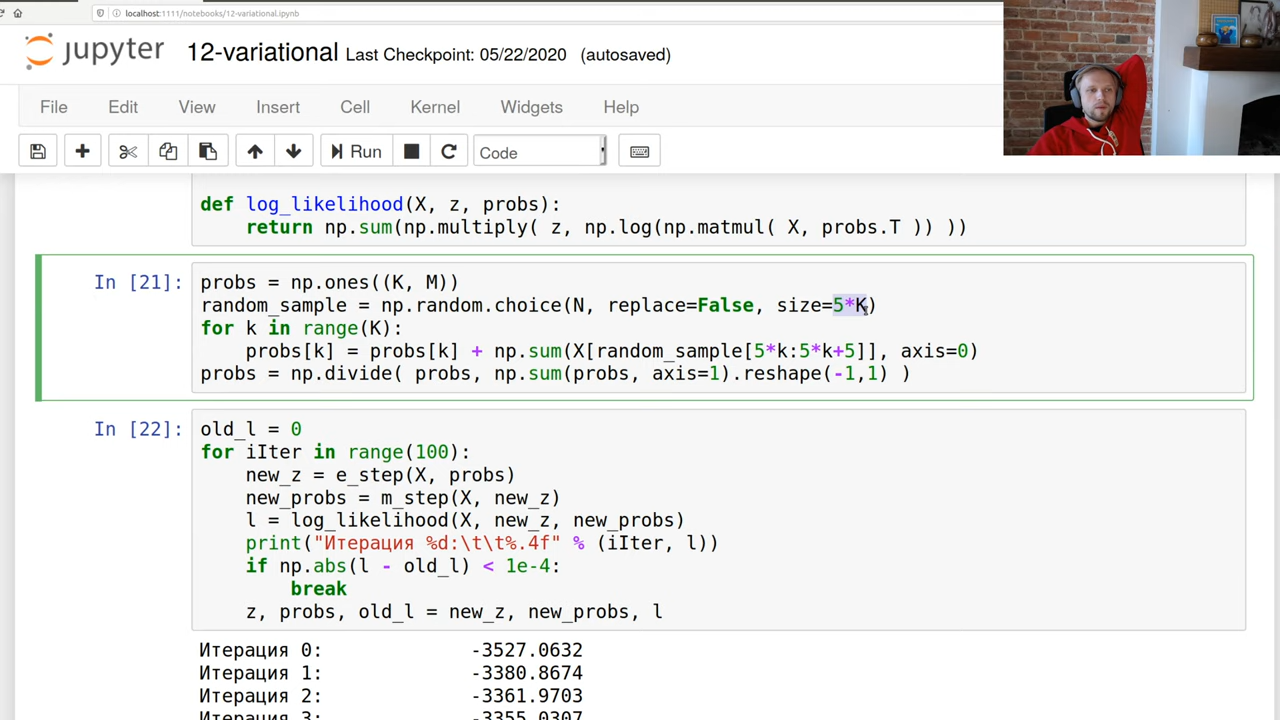 localhost:1111/notebooks/12-variational.ipynb
jupyter 12-variational Last Checkpoint: 05/22/2020 (autosaved)
File Edit View Insert Cell Kernel Widgets Help
Run Code
def log_likelihood(X, z, probs):
    return np.sum(np.multiply( z, np.log(np.matmul( X, probs.T )) ))
In [21]: probs = np.ones((K, M))
random_sample = np.random.choice(N, replace=False, size=5*K)
for k in range(K):
    probs[k] = probs[k] + np.sum(X[random_sample[5*k:5*k+5]], axis=0)
probs = np.divide( probs, np.sum(probs, axis=1).reshape(-1,1) )
In [22]: old_l = 0
for iIter in range(100):
    new_z = e_step(X, probs)
    new_probs = m_step(X, new_z)
    l = log_likelihood(X, new_z, new_probs)
    print("Итерация %d:\t\t%.4f" % (iIter, l))
    if np.abs(l - old_l) < 1e-4:
        break
    z, probs, old_l = new_z, new_probs, l
Итерация 0: -3527.0632
Итерация 1: -3380.8674
Итерация 2: -3361.9703
Итерация 3: -3355.0307